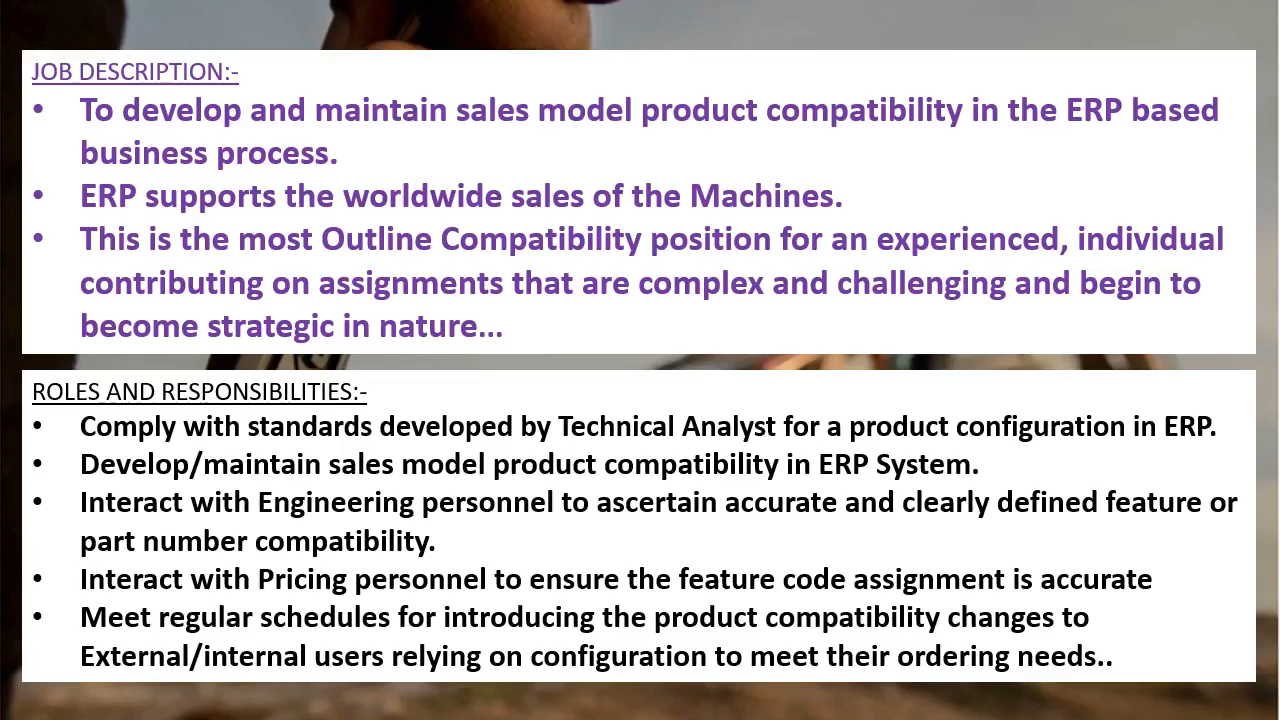 JOB DESCRIPTION:-
• To develop and maintain sales model product compatibility in the ERP based
business process.
• ERP supports the worldwide sales of the Machines.
• This is the most Outline Compatibility position for an experienced, individual
contributing on assignments that are complex and challenging and begin to
become strategic in nature...
ROLES AND RESPONSIBILITIES:-
• Comply with standards developed by Technical Analyst for a product configuration in ERP.
• Develop/maintain sales model product compatibility in ERP System.
• Interact with Engineering personnel to ascertain accurate and clearly defined feature or
part number compatibility.
• Interact with Pricing personnel to ensure the feature code assignment is accurate
• Meet regular schedules for introducing the product compatibility changes to
External/internal users relying on configuration to meet their ordering needs..